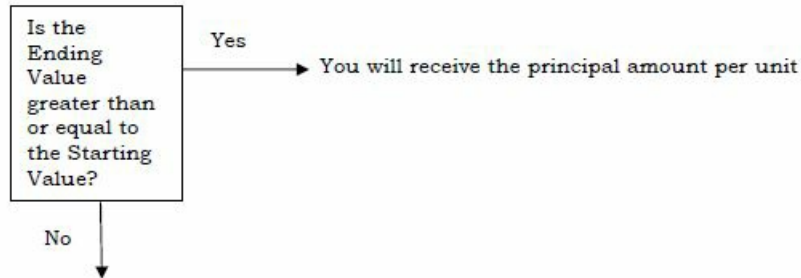 Is the
Ending
Value
greater than
or equal to
the Starting
Value?
Yes
You will receive the principal amount per unit
No